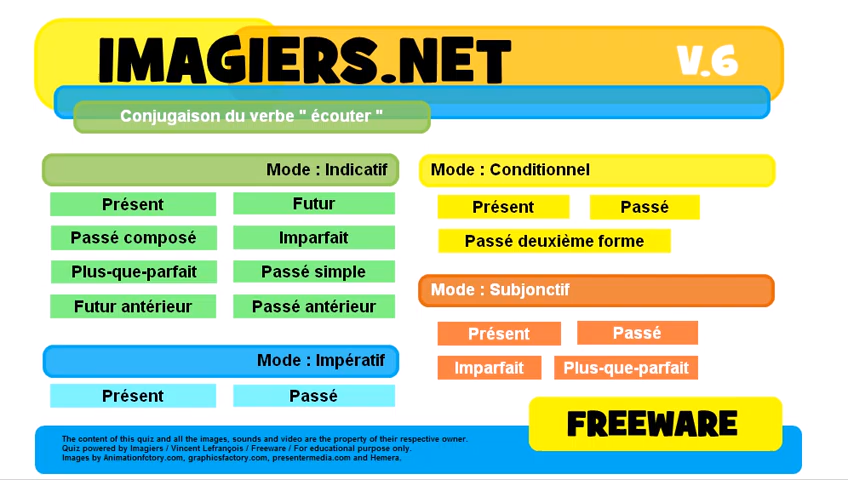 IMAGIERS.NET
V.6
Conjugaison du verbe " écouter "
Mode : Indicatif
Présent
Futur
Passé composé
Imparfait
Plus-que-parfait
Passé simple
Futur antérieur
Passé antérieur
Mode : Impératif
Présent
Passé
Mode : Conditionnel
Présent
Passé
Passé deuxième forme
Mode : Subjonctif
Présent
Passé
Imparfait
Plus-que-parfait
FREEWARE
The content of this quiz and all the images, sounds and video are the property of their respective owner.
Quiz powered by Imagiers / Vincent Lefrançois / Freeware / For educational purpose only.
Images by Animationfctory.com, graphicsfactory.com, presentermedia.com and Hemera.